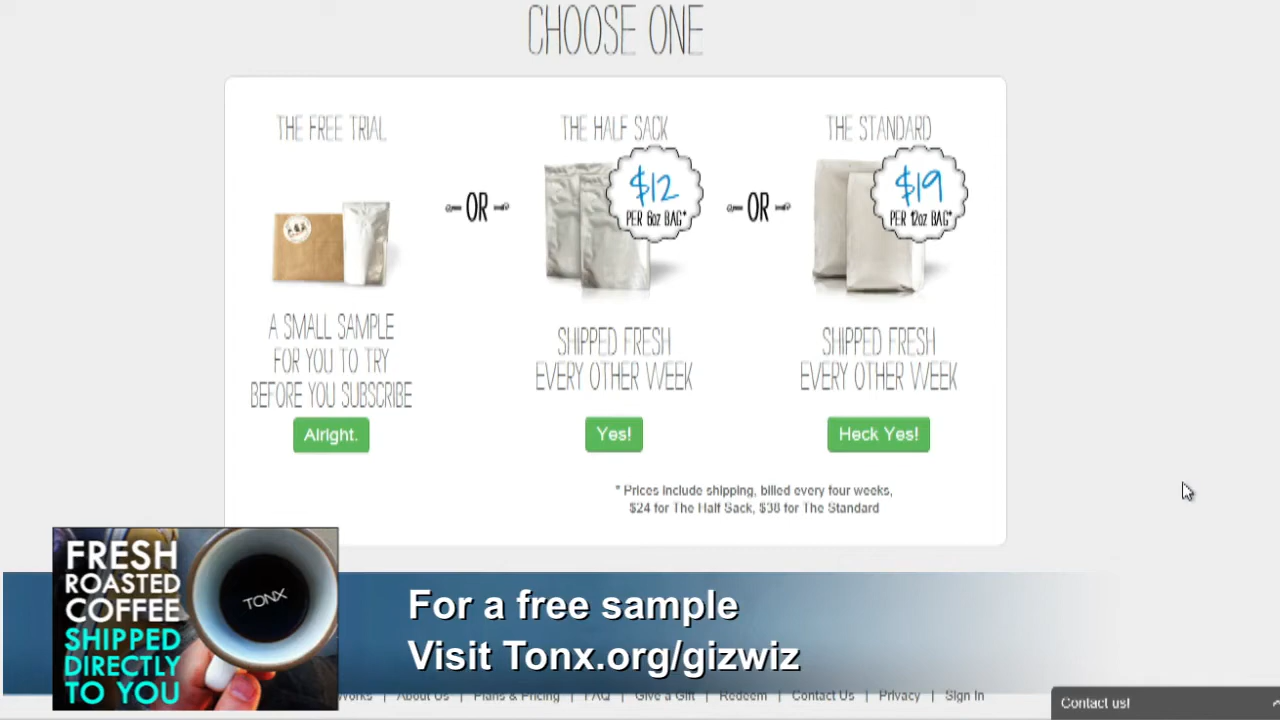 CHOOSE ONE
THE FREE TRIAL
A SMALL SAMPLE
FOR YOU TO TRY
BEFORE YOU SUBSCRIBE
Alright.
OR
THE HALF SACK
$12
PER 6oz BAG*
SHIPPED FRESH
EVERY OTHER WEEK
Yes!
OR
THE STANDARD
$19
PER 12oz BAG*
SHIPPED FRESH
EVERY OTHER WEEK
Heck Yes!
* Prices include shipping, billed every four weeks,
$24 for The Half Sack, $38 for The Standard
FRESH
ROASTED
COFFEE
SHIPPED
DIRECTLY
TO YOU
TONX
For a free sample
Visit Tonx.org/gizwiz
About Us | Plans & Pricing | FAQ | Give a Gift | Redeem | Contact Us | Privacy | Sign In
Contact us!